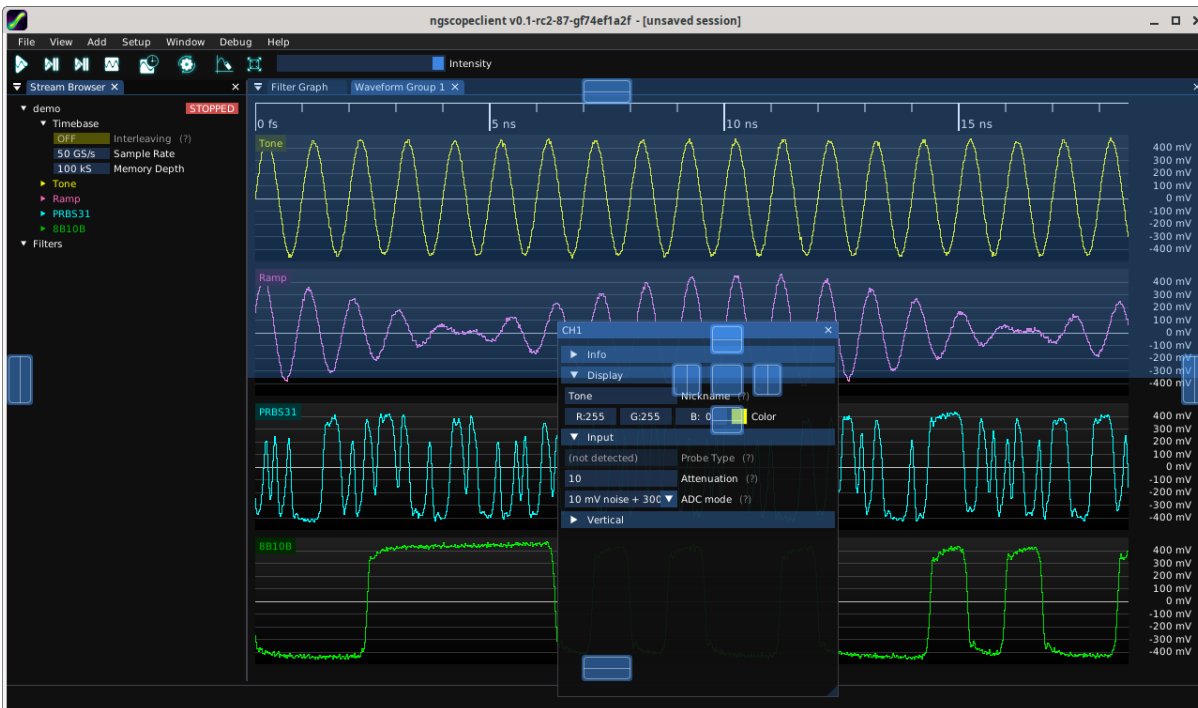 ngscopeclient v0.1-rc2-87-gf74ef1a2f - [unsaved session]
File View Add Setup Window Debug Help
Intensity
Stream Browser
Filter Graph Waveform Group 1
demo STOPPED
Timebase
OFF Interleaving (?)
50 GS/s Sample Rate
100 kS Memory Depth
Tone
Ramp
PRBS31
8B10B
Filters
0 fs 5 ns 10 ns 15 ns
Tone
400 mV
300 mV
200 mV
100 mV
0 mV
-100 mV
-200 mV
-300 mV
-400 mV
Ramp
400 mV
300 mV
200 mV
100 mV
0 mV
-100 mV
-200 mV
-300 mV
-400 mV
PRBS31
400 mV
300 mV
200 mV
100 mV
0 mV
-100 mV
-200 mV
-300 mV
-400 mV
8B10B
400 mV
300 mV
200 mV
100 mV
0 mV
-100 mV
-200 mV
-300 mV
-400 mV
CH1
Info
Display
Tone Nickname (?)
R:255 G:255 B: 0 Color
Input
(not detected) Probe Type (?)
10 Attenuation (?)
10 mV noise + 300 ADC mode (?)
Vertical